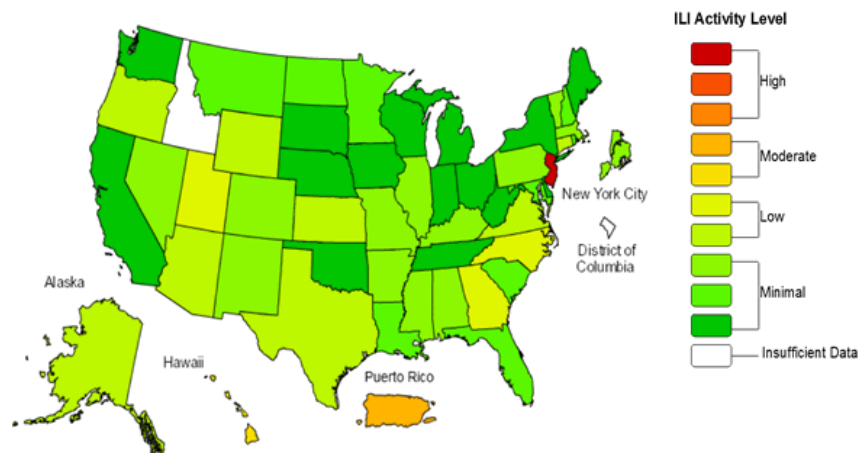 ILI Activity Level
High
Moderate
New York City
Low
District of
Columbia
Alaska
Minimal
Hawaii
Insufficient Data
Puerto Rico